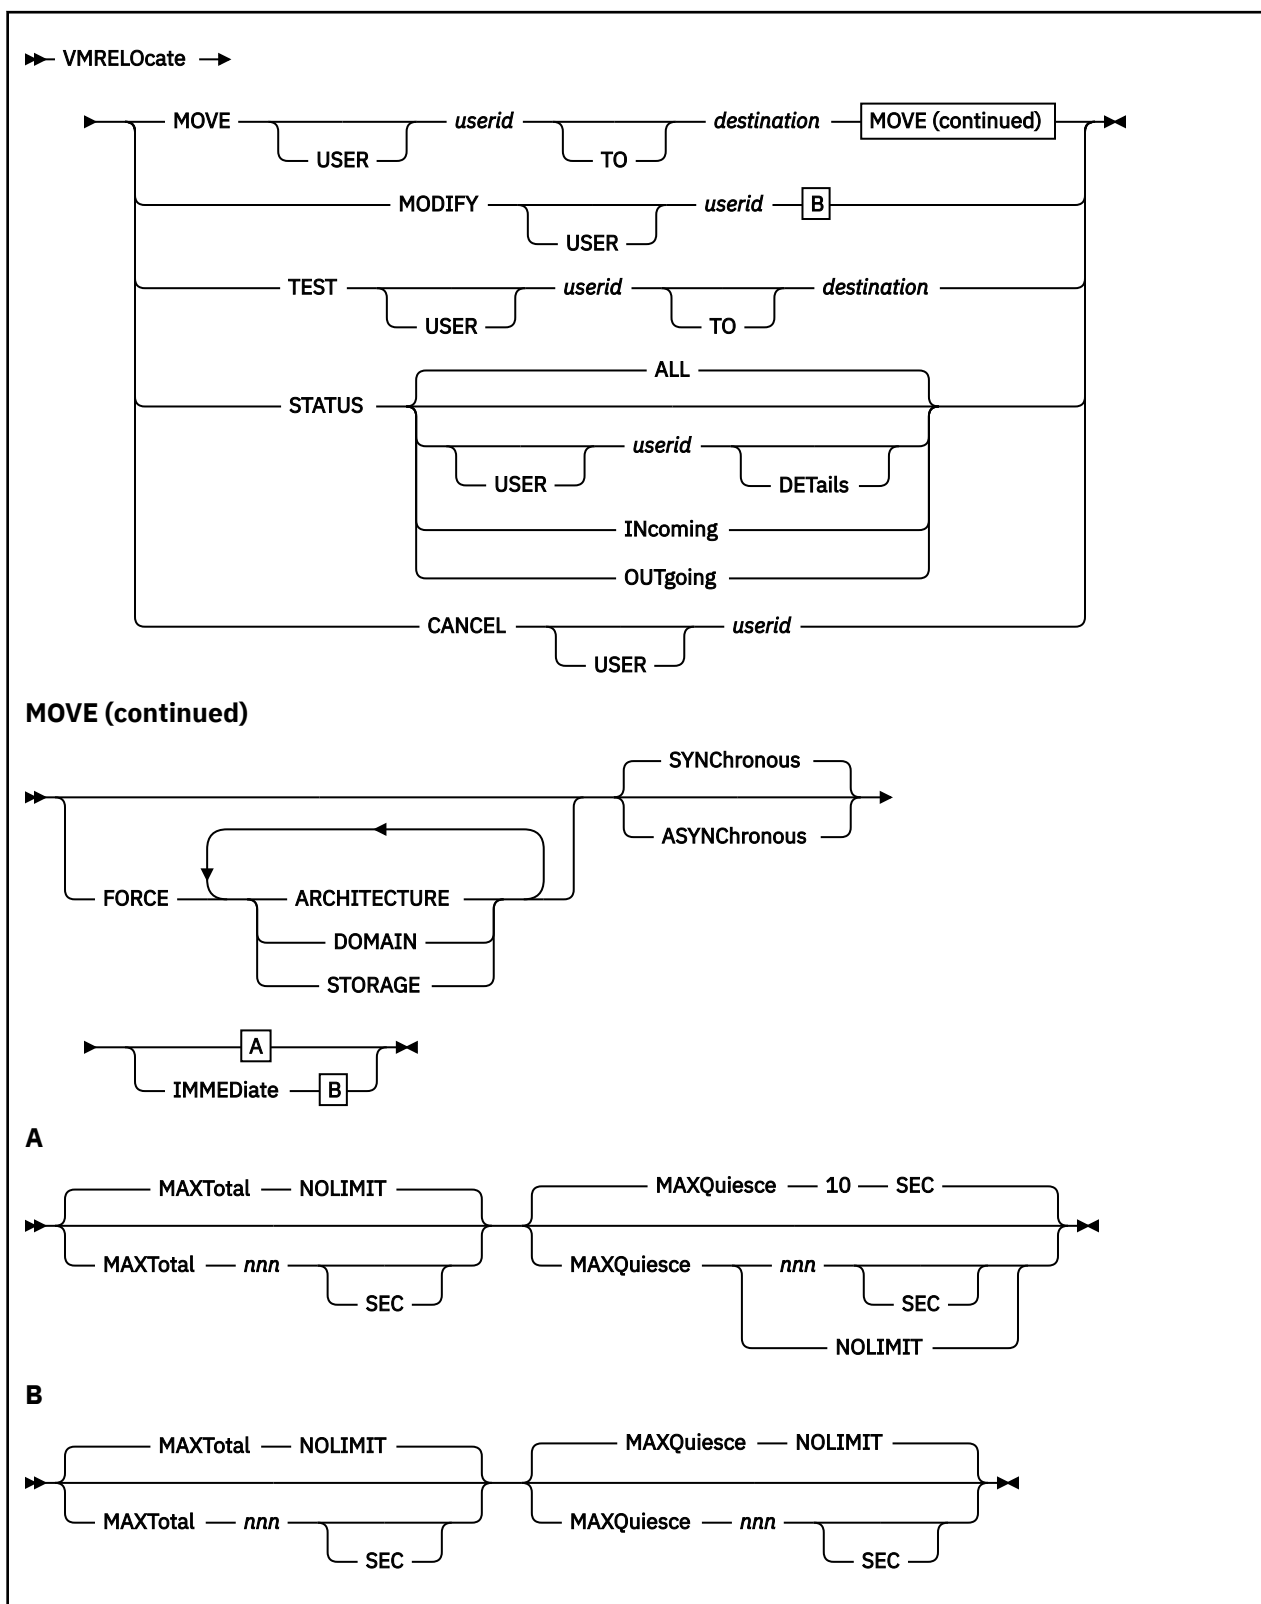 VMRELOcate
MOVE USER userid TO destination MOVE (continued)
MODIFY USER userid B
TEST USER userid TO destination
ALL
STATUS
USER userid DETails
INcoming
OUTgoing
CANCEL USER userid
MOVE (continued)
SYNChronous
ASYNChronous
FORCE ARCHITECTURE
DOMAIN
STORAGE
A
IMMEDiate B
A
MAXTotal NOLIMIT MAXQuiesce 10 SEC
MAXTotal nnn SEC MAXQuiesce nnn SEC
NOLIMIT
B
MAXTotal NOLIMIT MAXQuiesce NOLIMIT
MAXTotal nnn SEC MAXQuiesce nnn SEC